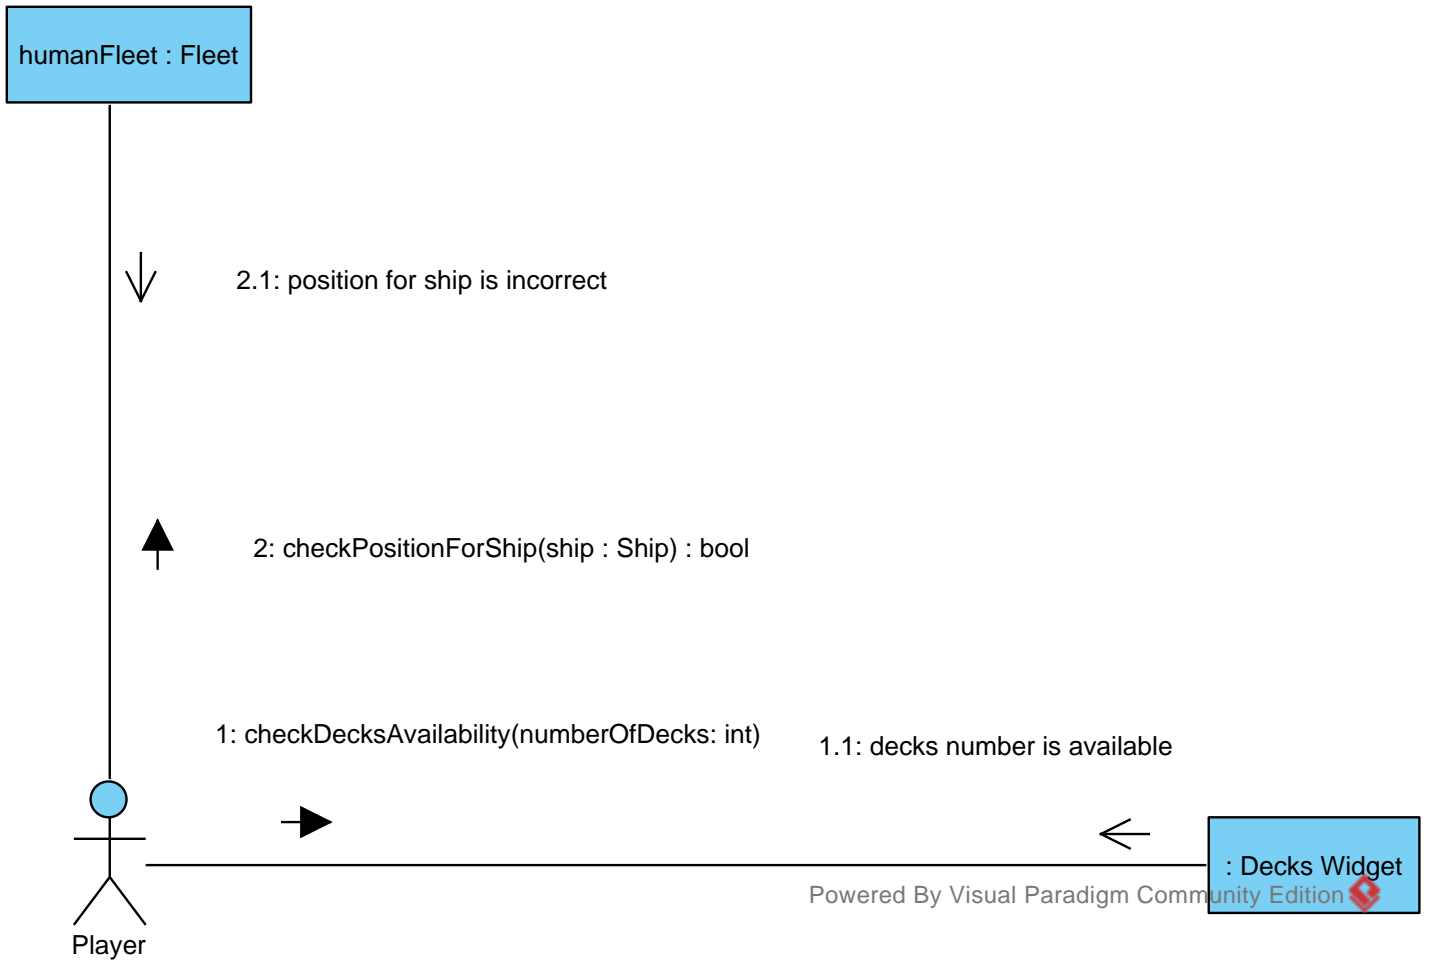 humanFleet : Fleet
2.1: position for ship is incorrect
2: checkPositionForShip(ship : Ship) : bool
1: checkDecksAvailability(numberOfDecks: int)
1.1: decks number is available
: Decks Widget
Powered By Visual Paradigm Community Edition
Player